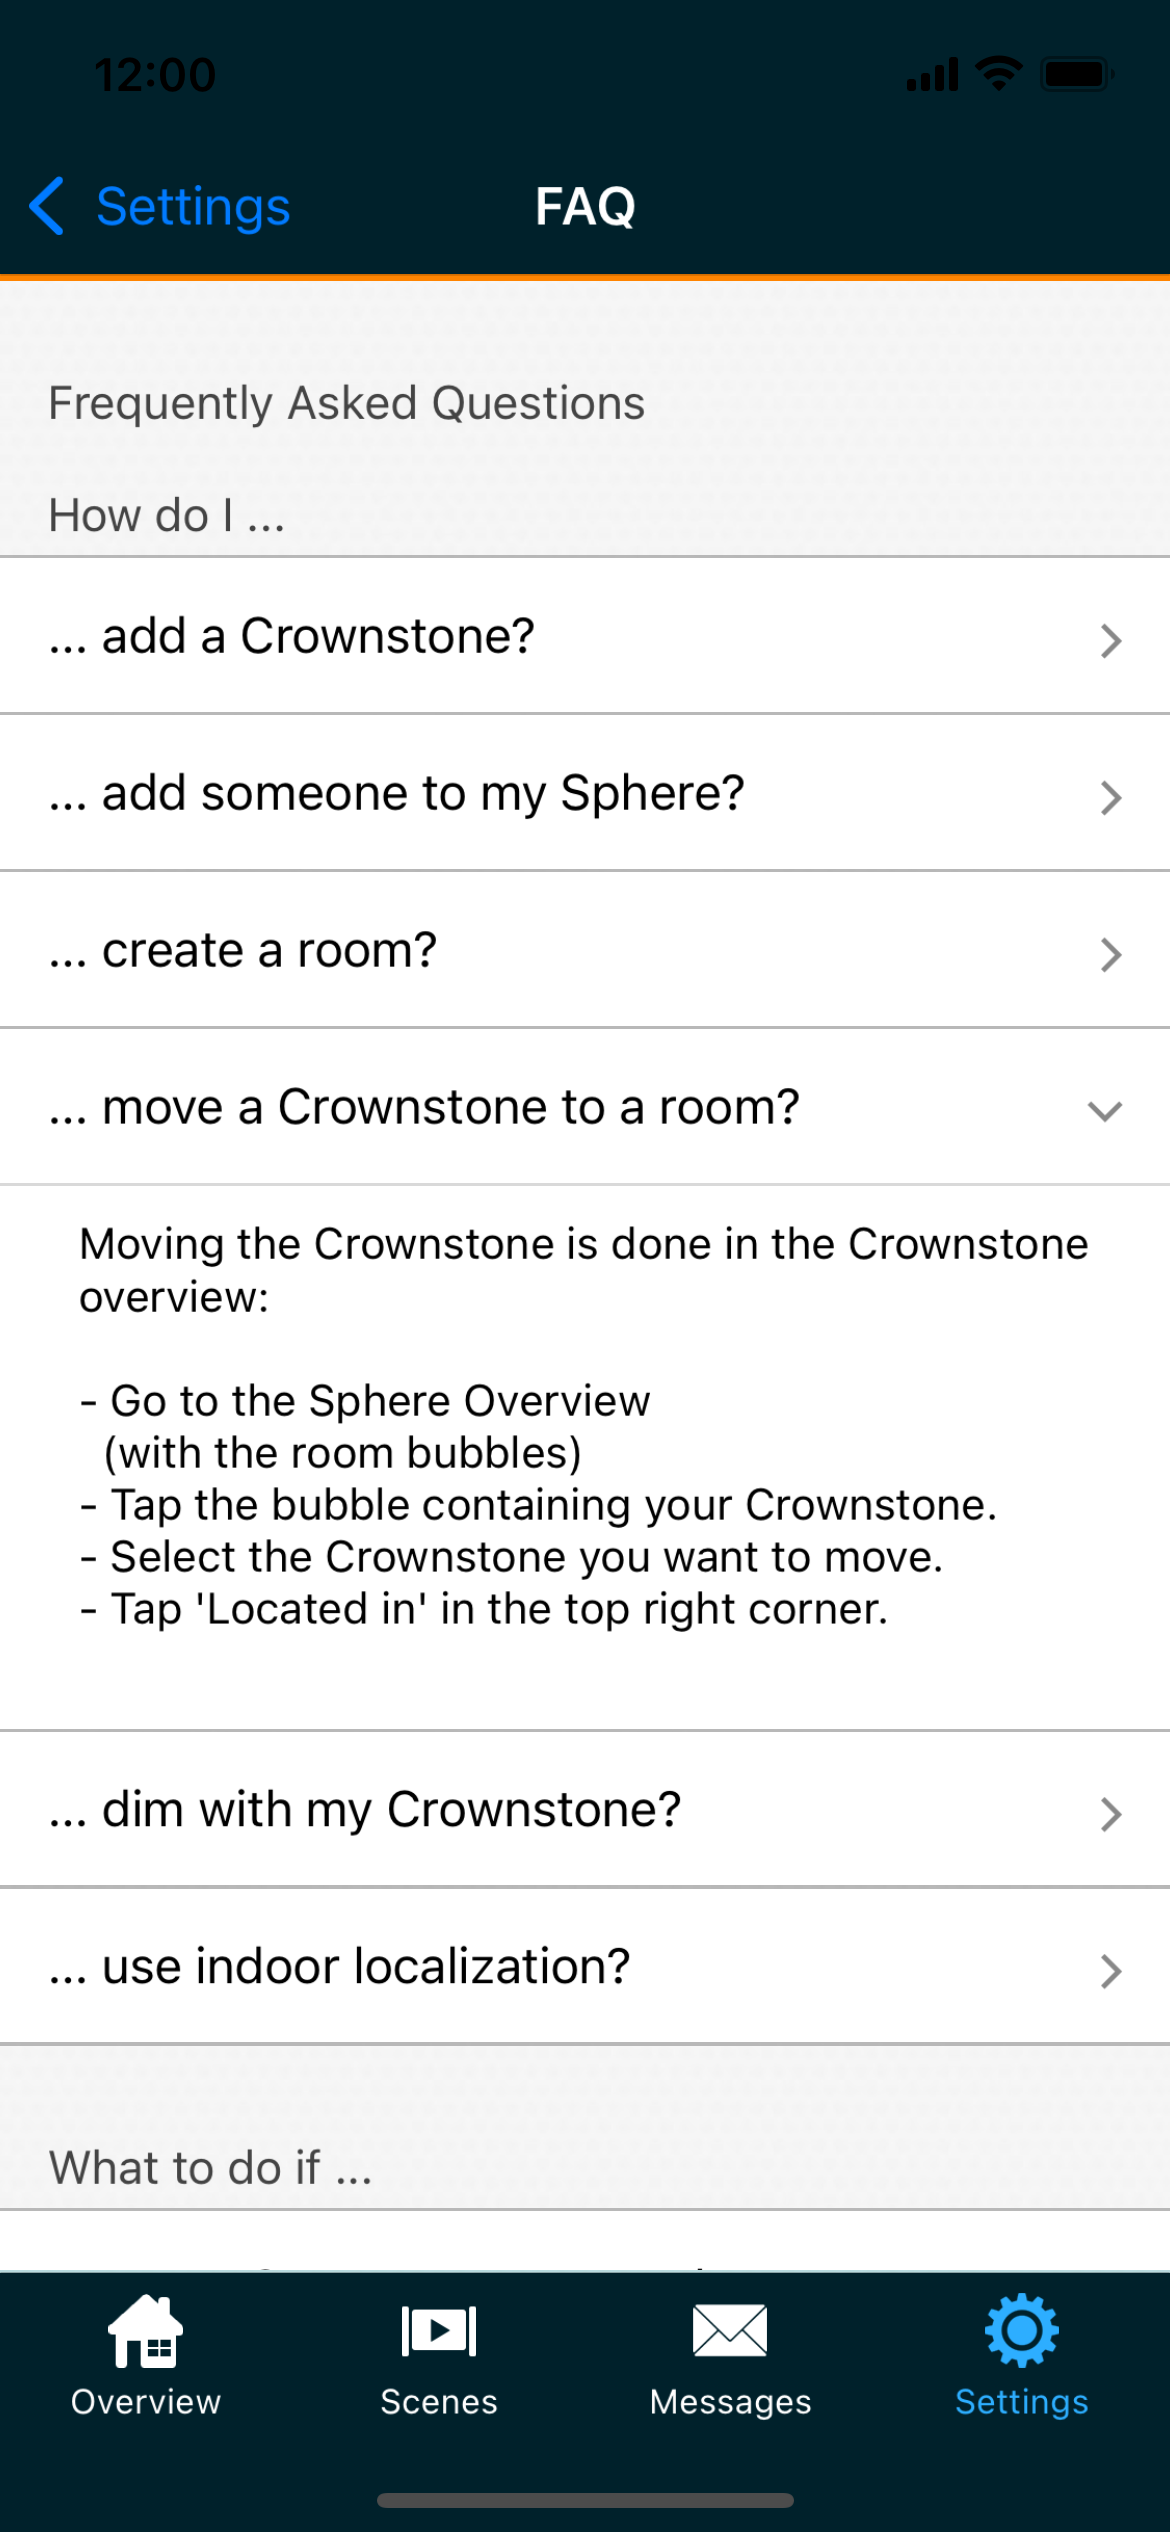 12:00
Settings
FAQ
Frequently Asked Questions
How do I ...
... add a Crownstone?
... add someone to my Sphere?
... create a room?
... move a Crownstone to a room?
Moving the Crownstone is done in the Crownstone
overview:
- Go to the Sphere Overview
(with the room bubbles)
- Tap the bubble containing your Crownstone.
- Select the Crownstone you want to move.
- Tap 'Located in' in the top right corner.
... dim with my Crownstone?
... use indoor localization?
What to do if ...
Overview
Scenes
Messages
Settings